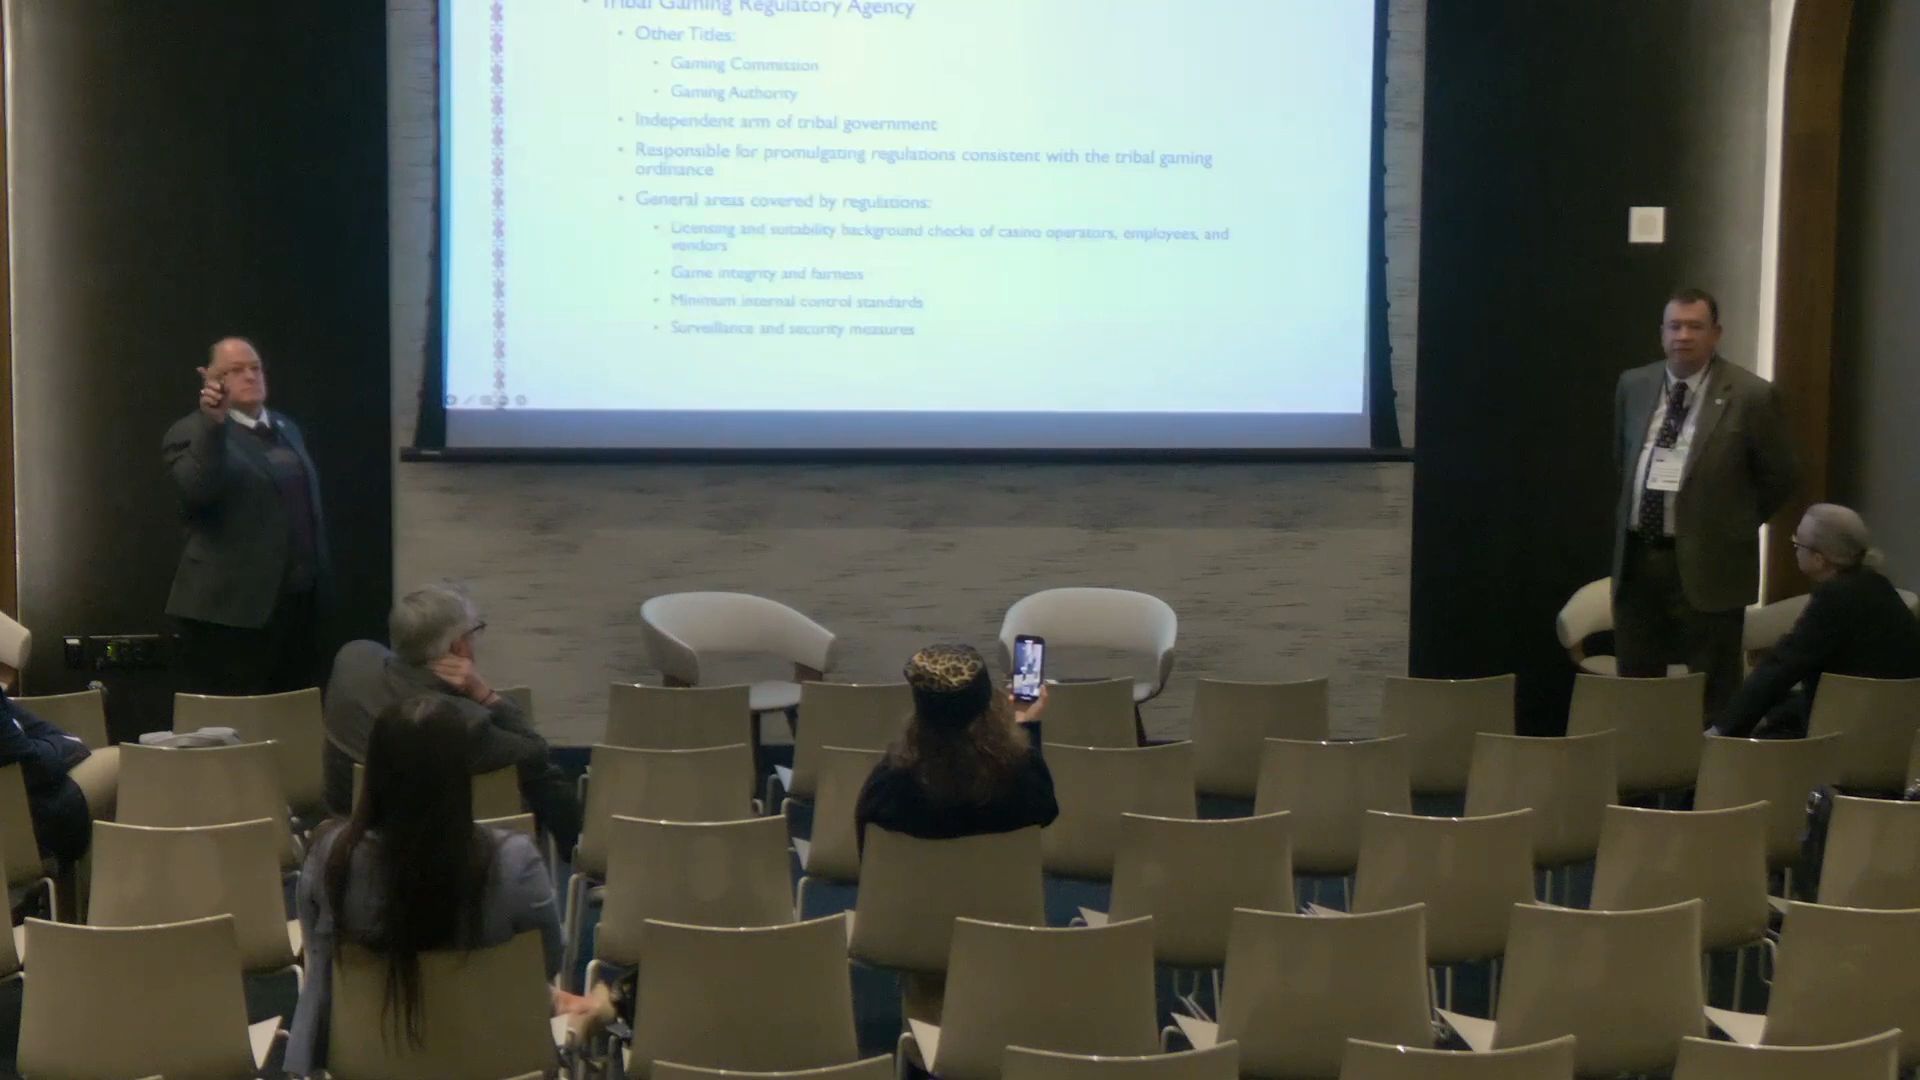 Tribal Gaming Regulatory Agency
• Other Titles:
• Gaming Commission
• Gaming Authority
• Independent arm of tribal government
• Responsible for promulgating regulations consistent with the tribal gaming
ordinance
• General areas covered by regulations:
• Licensing and suitability background checks of casino operators, employees, and
vendors
• Game integrity and fairness
• Minimum internal control standards
• Surveillance and security measures